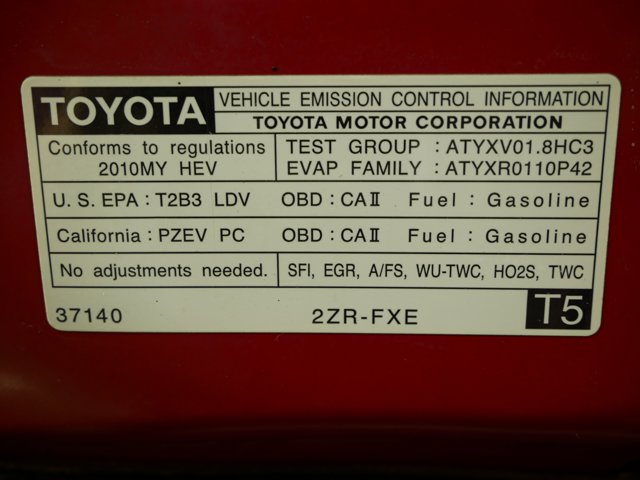 TOYOTA VEHICLE EMISSION CONTROL INFORMATION
TOYOTA MOTOR CORPORATION
Conforms to regulations TEST GROUP : ATYXV01.8HC3
2010MY HEV EVAP FAMILY : ATYXR0110P42
U. S. EPA : T2B3 LDV OBD : CAⅡ Fuel : Gasoline
California : PZEV PC OBD : CAⅡ Fuel : Gasoline
No adjustments needed. SFI, EGR, A/FS, WU-TWC, HO2S, TWC
37140 2ZR-FXE T5